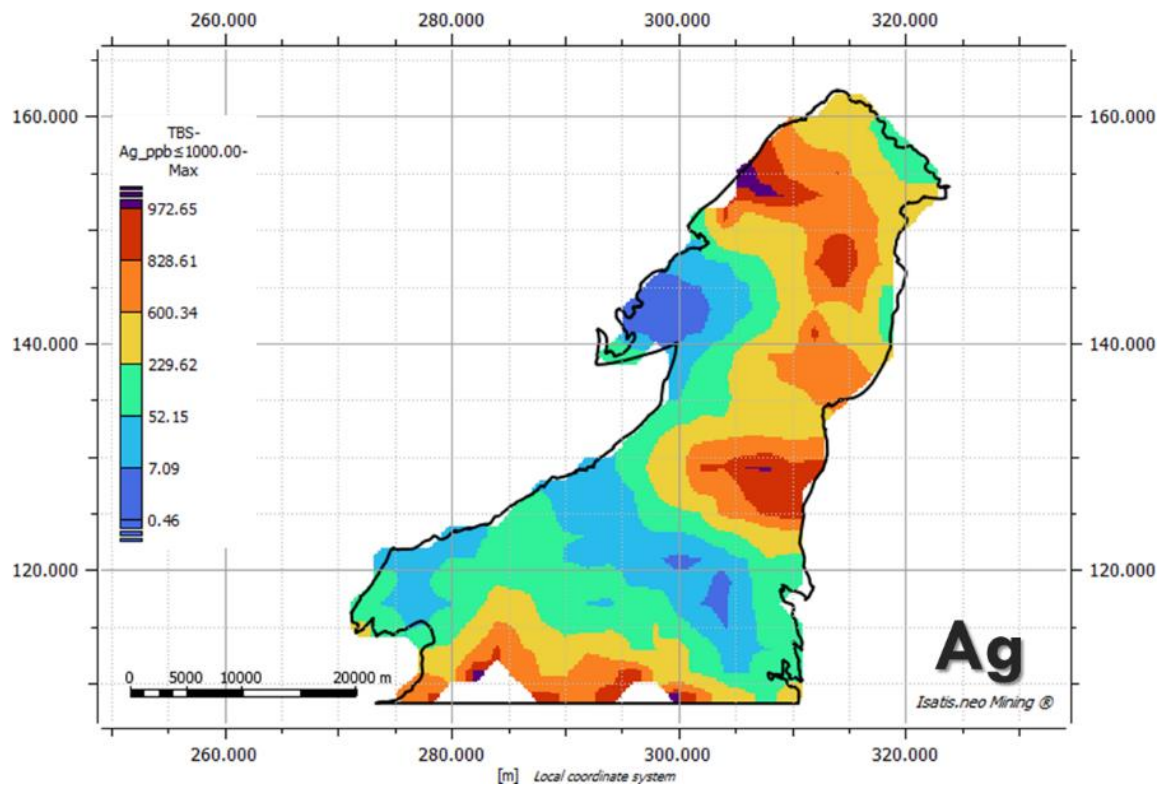 260.000 280.000 300.000 320.000
160.000 160.000
TBS-
Ag_ppb≤1000.00-
Max
972.65
828.61
600.34
229.62
52.15
7.09
0.46
140.000 140.000
120.000 120.000
0 5000 10000 20000 m
Ag
Isatis.neo Mining ®
260.000 280.000 300.000 320.000
[m] Local coordinate system